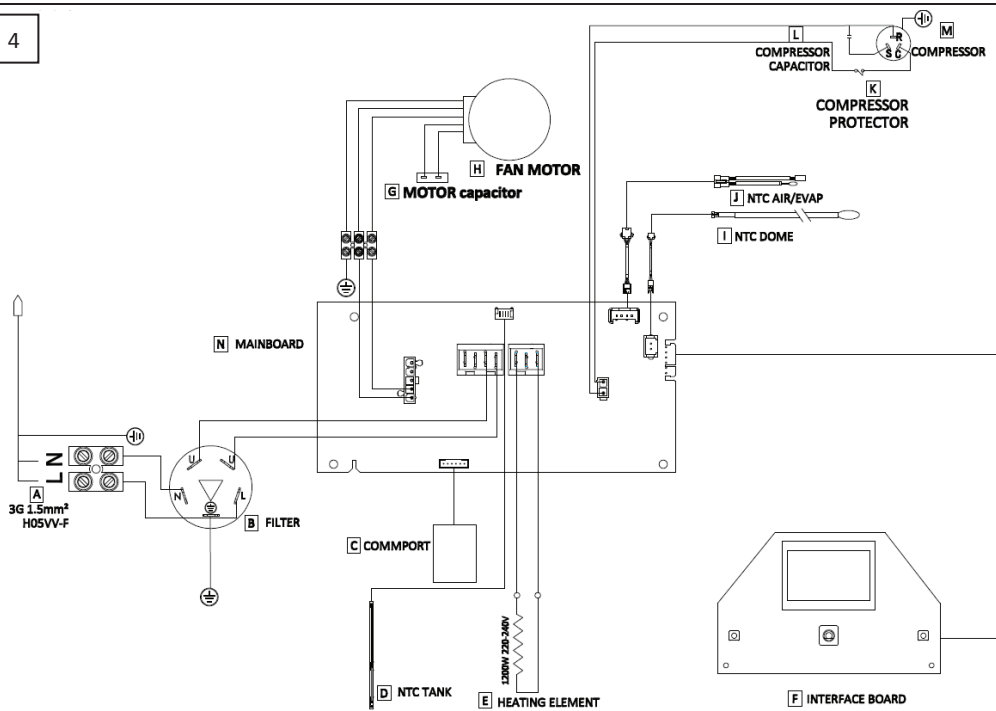 4
L
COMPRESSOR
CAPACITOR
R
S C
M
COMPRESSOR
K
COMPRESSOR
PROTECTOR
H FAN MOTOR
G MOTOR capacitor
J NTC AIR/EVAP
I NTC DOME
N MAINBOARD
L N
A
3G 1.5mm²
H05VV-F
U U
N L
B FILTER
C COMMPORT
D NTC TANK
1200W 220-240V
E HEATING ELEMENT
F INTERFACE BOARD